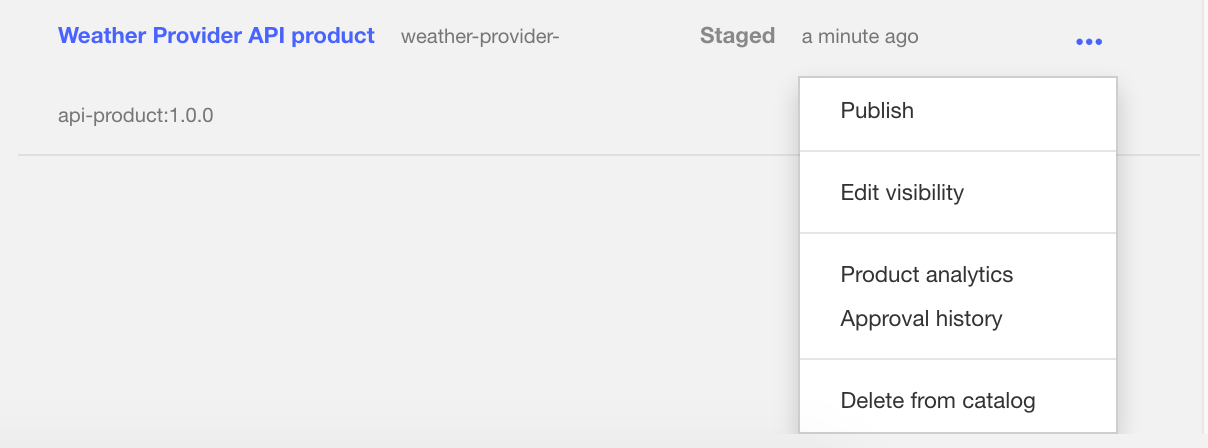 Weather Provider API product weather-provider- Staged a minute ago
api-product:1.0.0
Publish
Edit visibility
Product analytics
Approval history
Delete from catalog